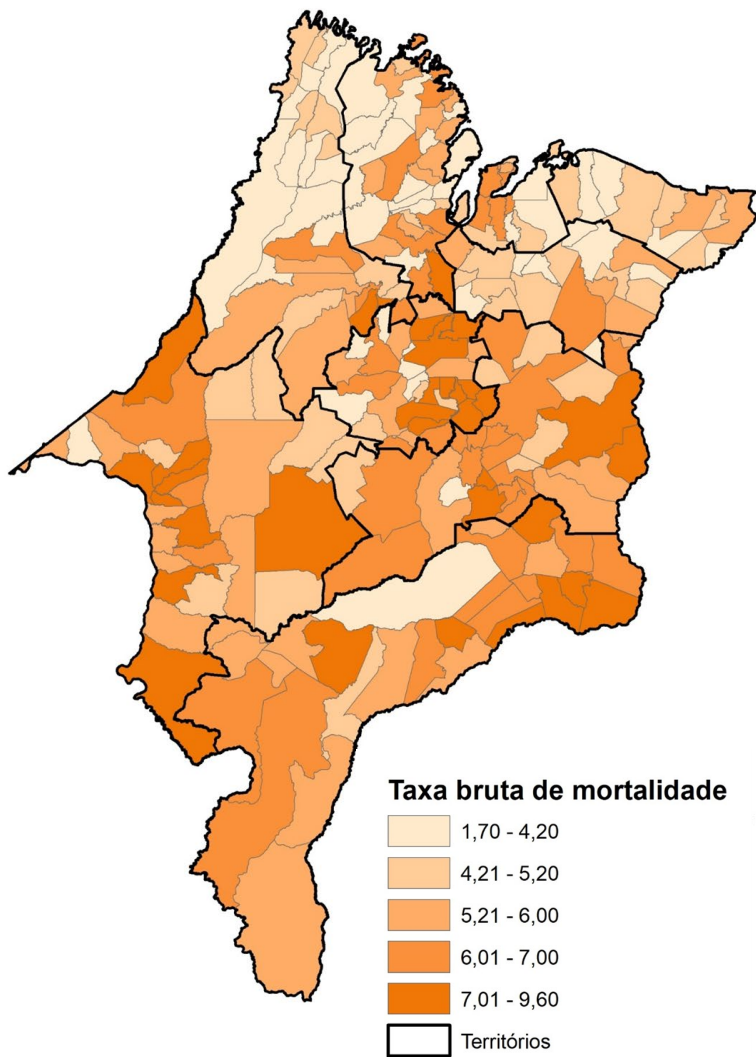 Taxa bruta de mortalidade
1,70 - 4,20
4,21 - 5,20
5,21 - 6,00
6,01 - 7,00
7,01 - 9,60
Territórios